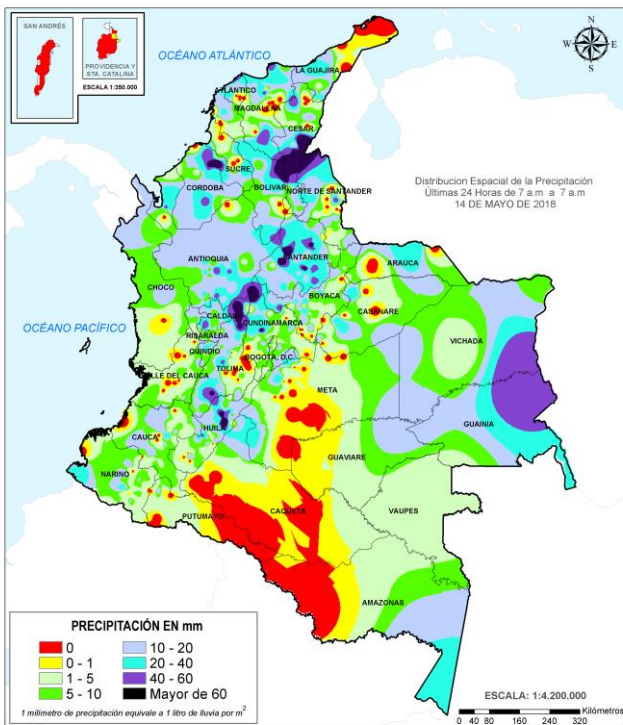 SAN ANDRÉS
PROVIDENCIA Y
STA. CATALINA
ESCALA 1:350.000
OCÉANO ATLÁNTICO
N
W
E
S
LA GUAJIRA
ATLANTICO
MAGDALENA
CESAR
SUCRE
CORDOBA
BOLIVAR
NORTE DE SANTANDER
Distribucion Espacial de la Precipitación
Últimas 24 Horas de 7 a.m a 7 a.m
14 DE MAYO DE 2018
ANTIOQUIA
SANTANDER
ARAUCA
CHOCO
BOYACA
CASANARE
OCÉANO PACÍFICO
CALDAS
CUNDINAMARCA
RISARALDA
VICHADA
QUINDIO
BOGOTA, D.C.
TOLIMA
VALLE DEL CAUCA
META
GUAINIA
HUILA
CAUCA
GUAVIARE
NARIÑO
CAQUETA
VAUPES
PUTUMAYO
AMAZONAS
PRECIPITACIÓN EN mm
0
10 - 20
0 - 1
20 - 40
1 - 5
40 - 60
5 - 10
Mayor de 60
1 milimetro de precipitación equivale a 1 litro de lluvia por m2
ESCALA: 1:4.200.000
0 40 80 160 240 320 Kilómetros